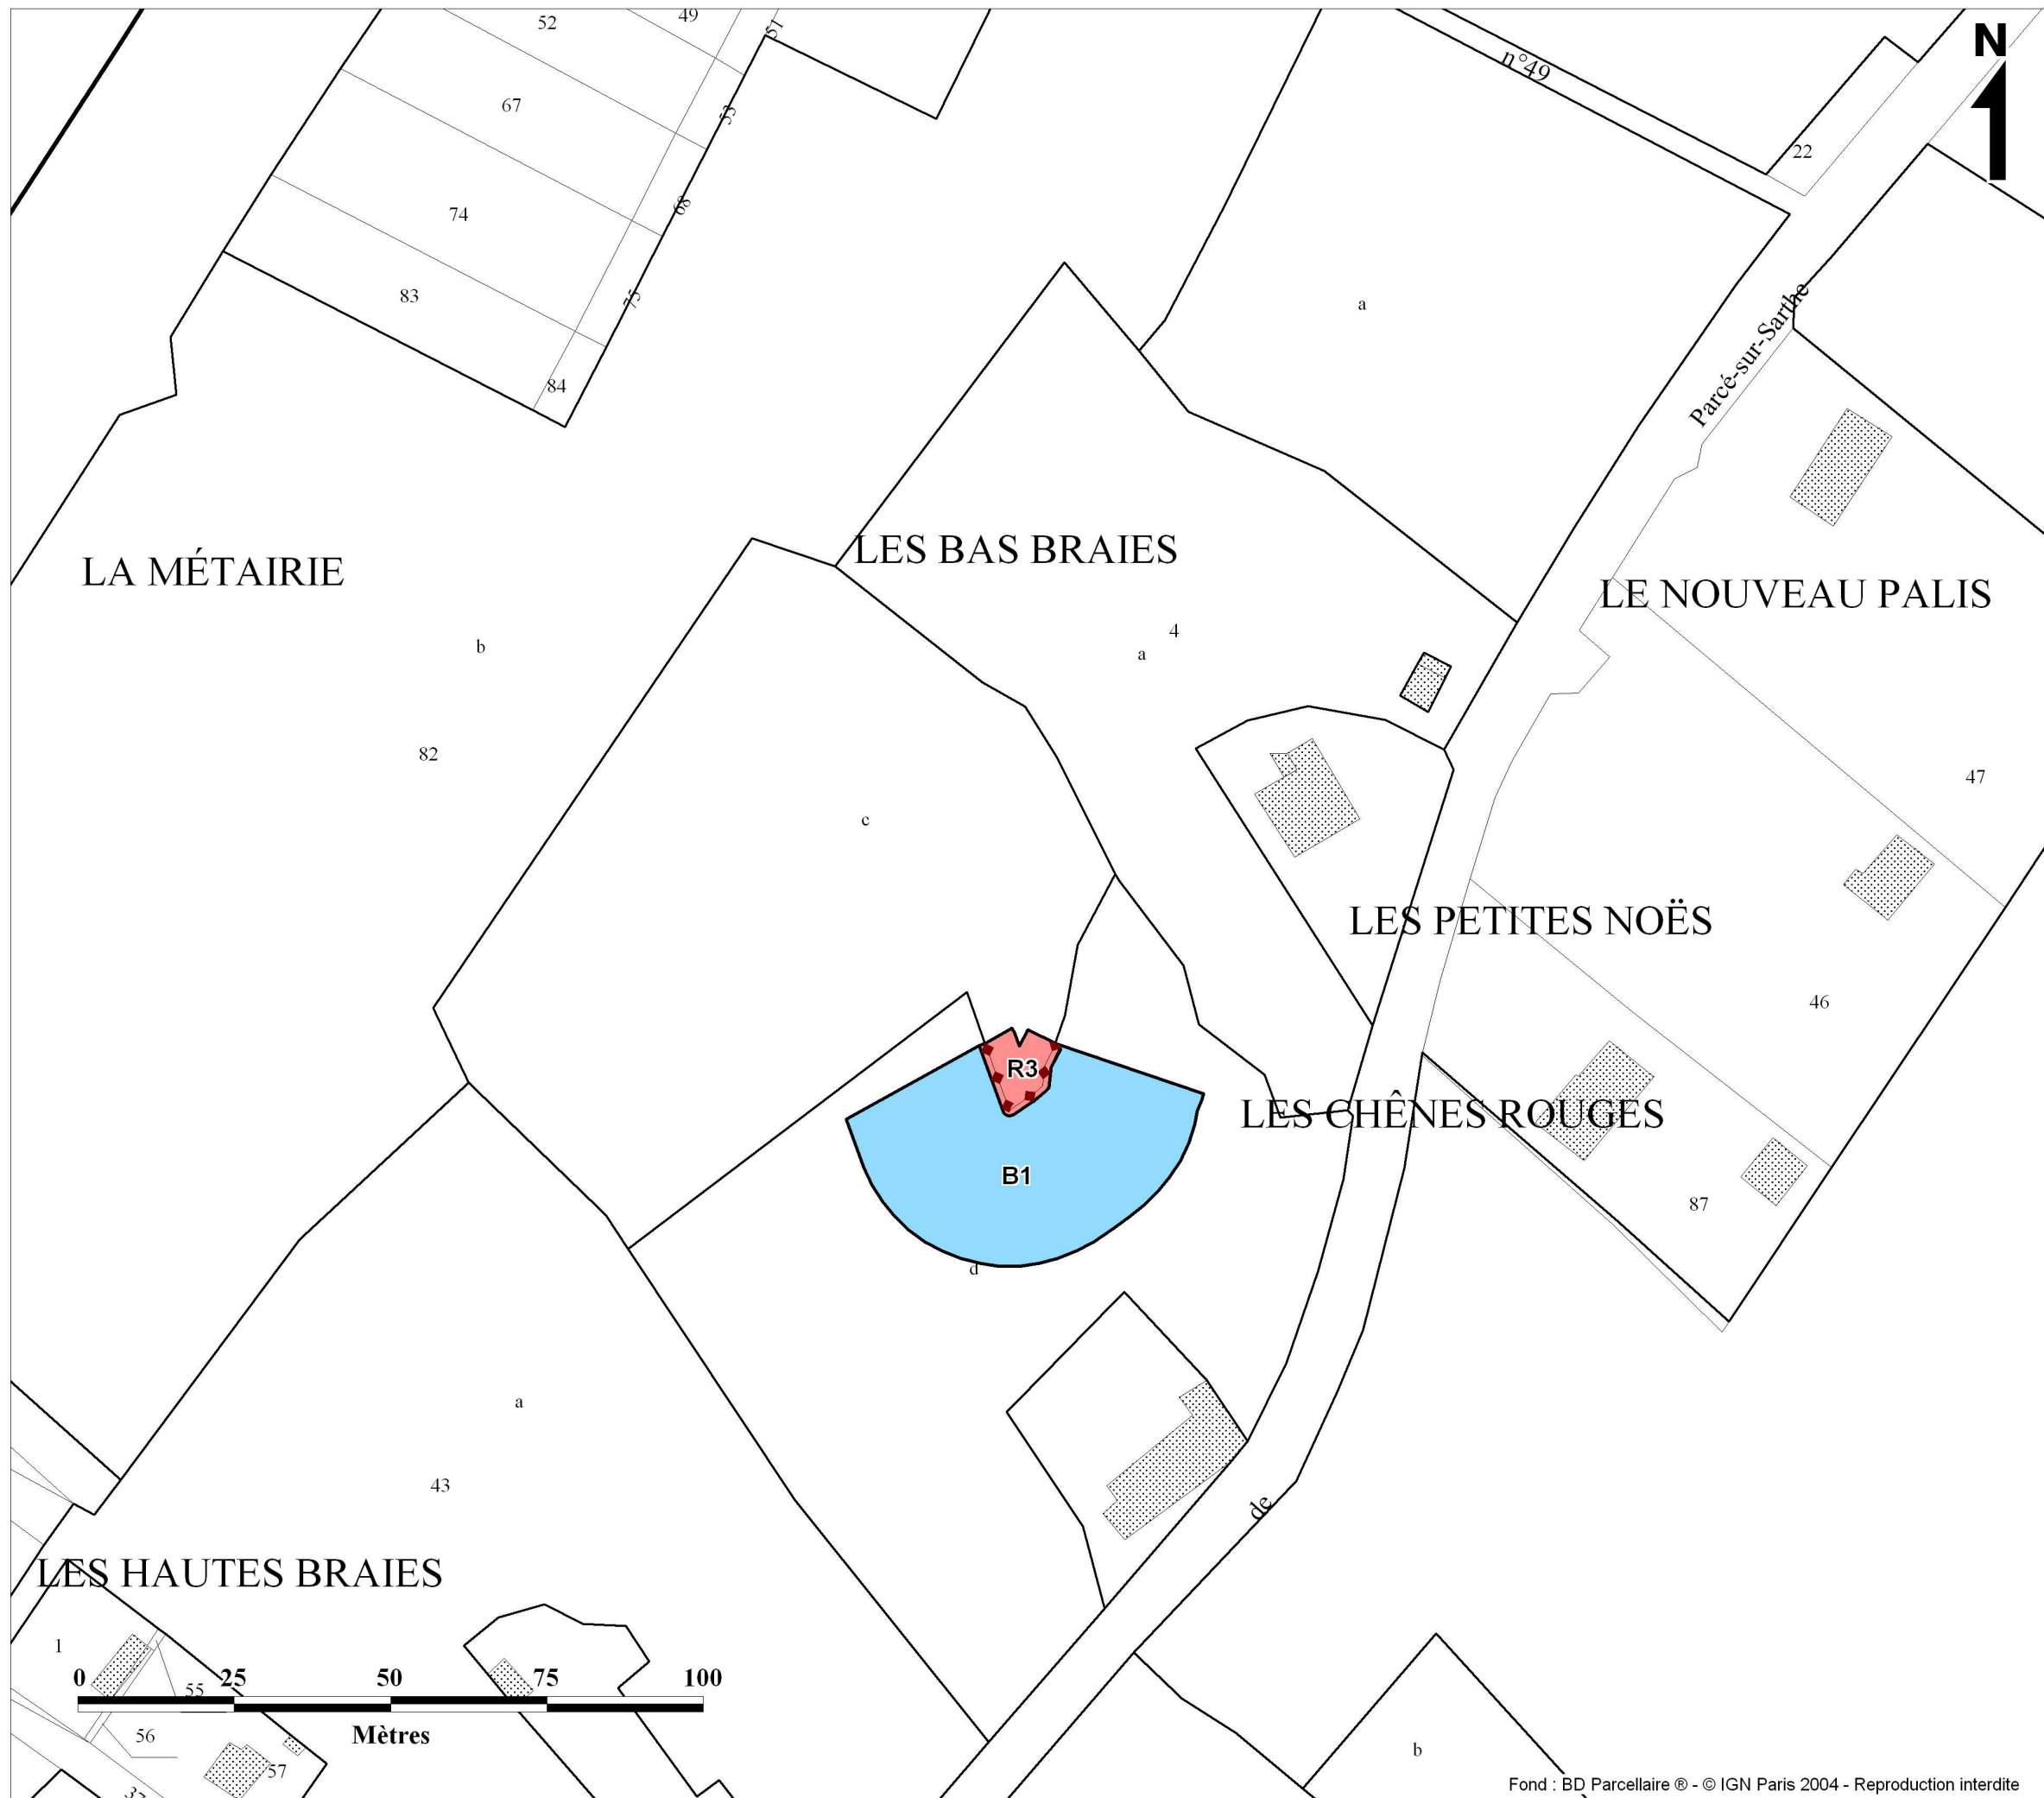 52
49
51
N
n°49
67
53
22
74
68
83
75
a
Parcé-sur-Sarthe
84
LES BAS BRAIES
LA MÉTAIRIE
LE NOUVEAU PALIS
4
b
a
82
47
c
LES PETITES NOËS
46
R3
LES CHÊNES ROUGES
B1
87
d
a
43
de
LES HAUTES BRAIES
1
0 25 50 75 100
55
Mètres
56
57
b
Fond : BD Parcellaire ® - © IGN Paris 2004 - Reproduction interdite